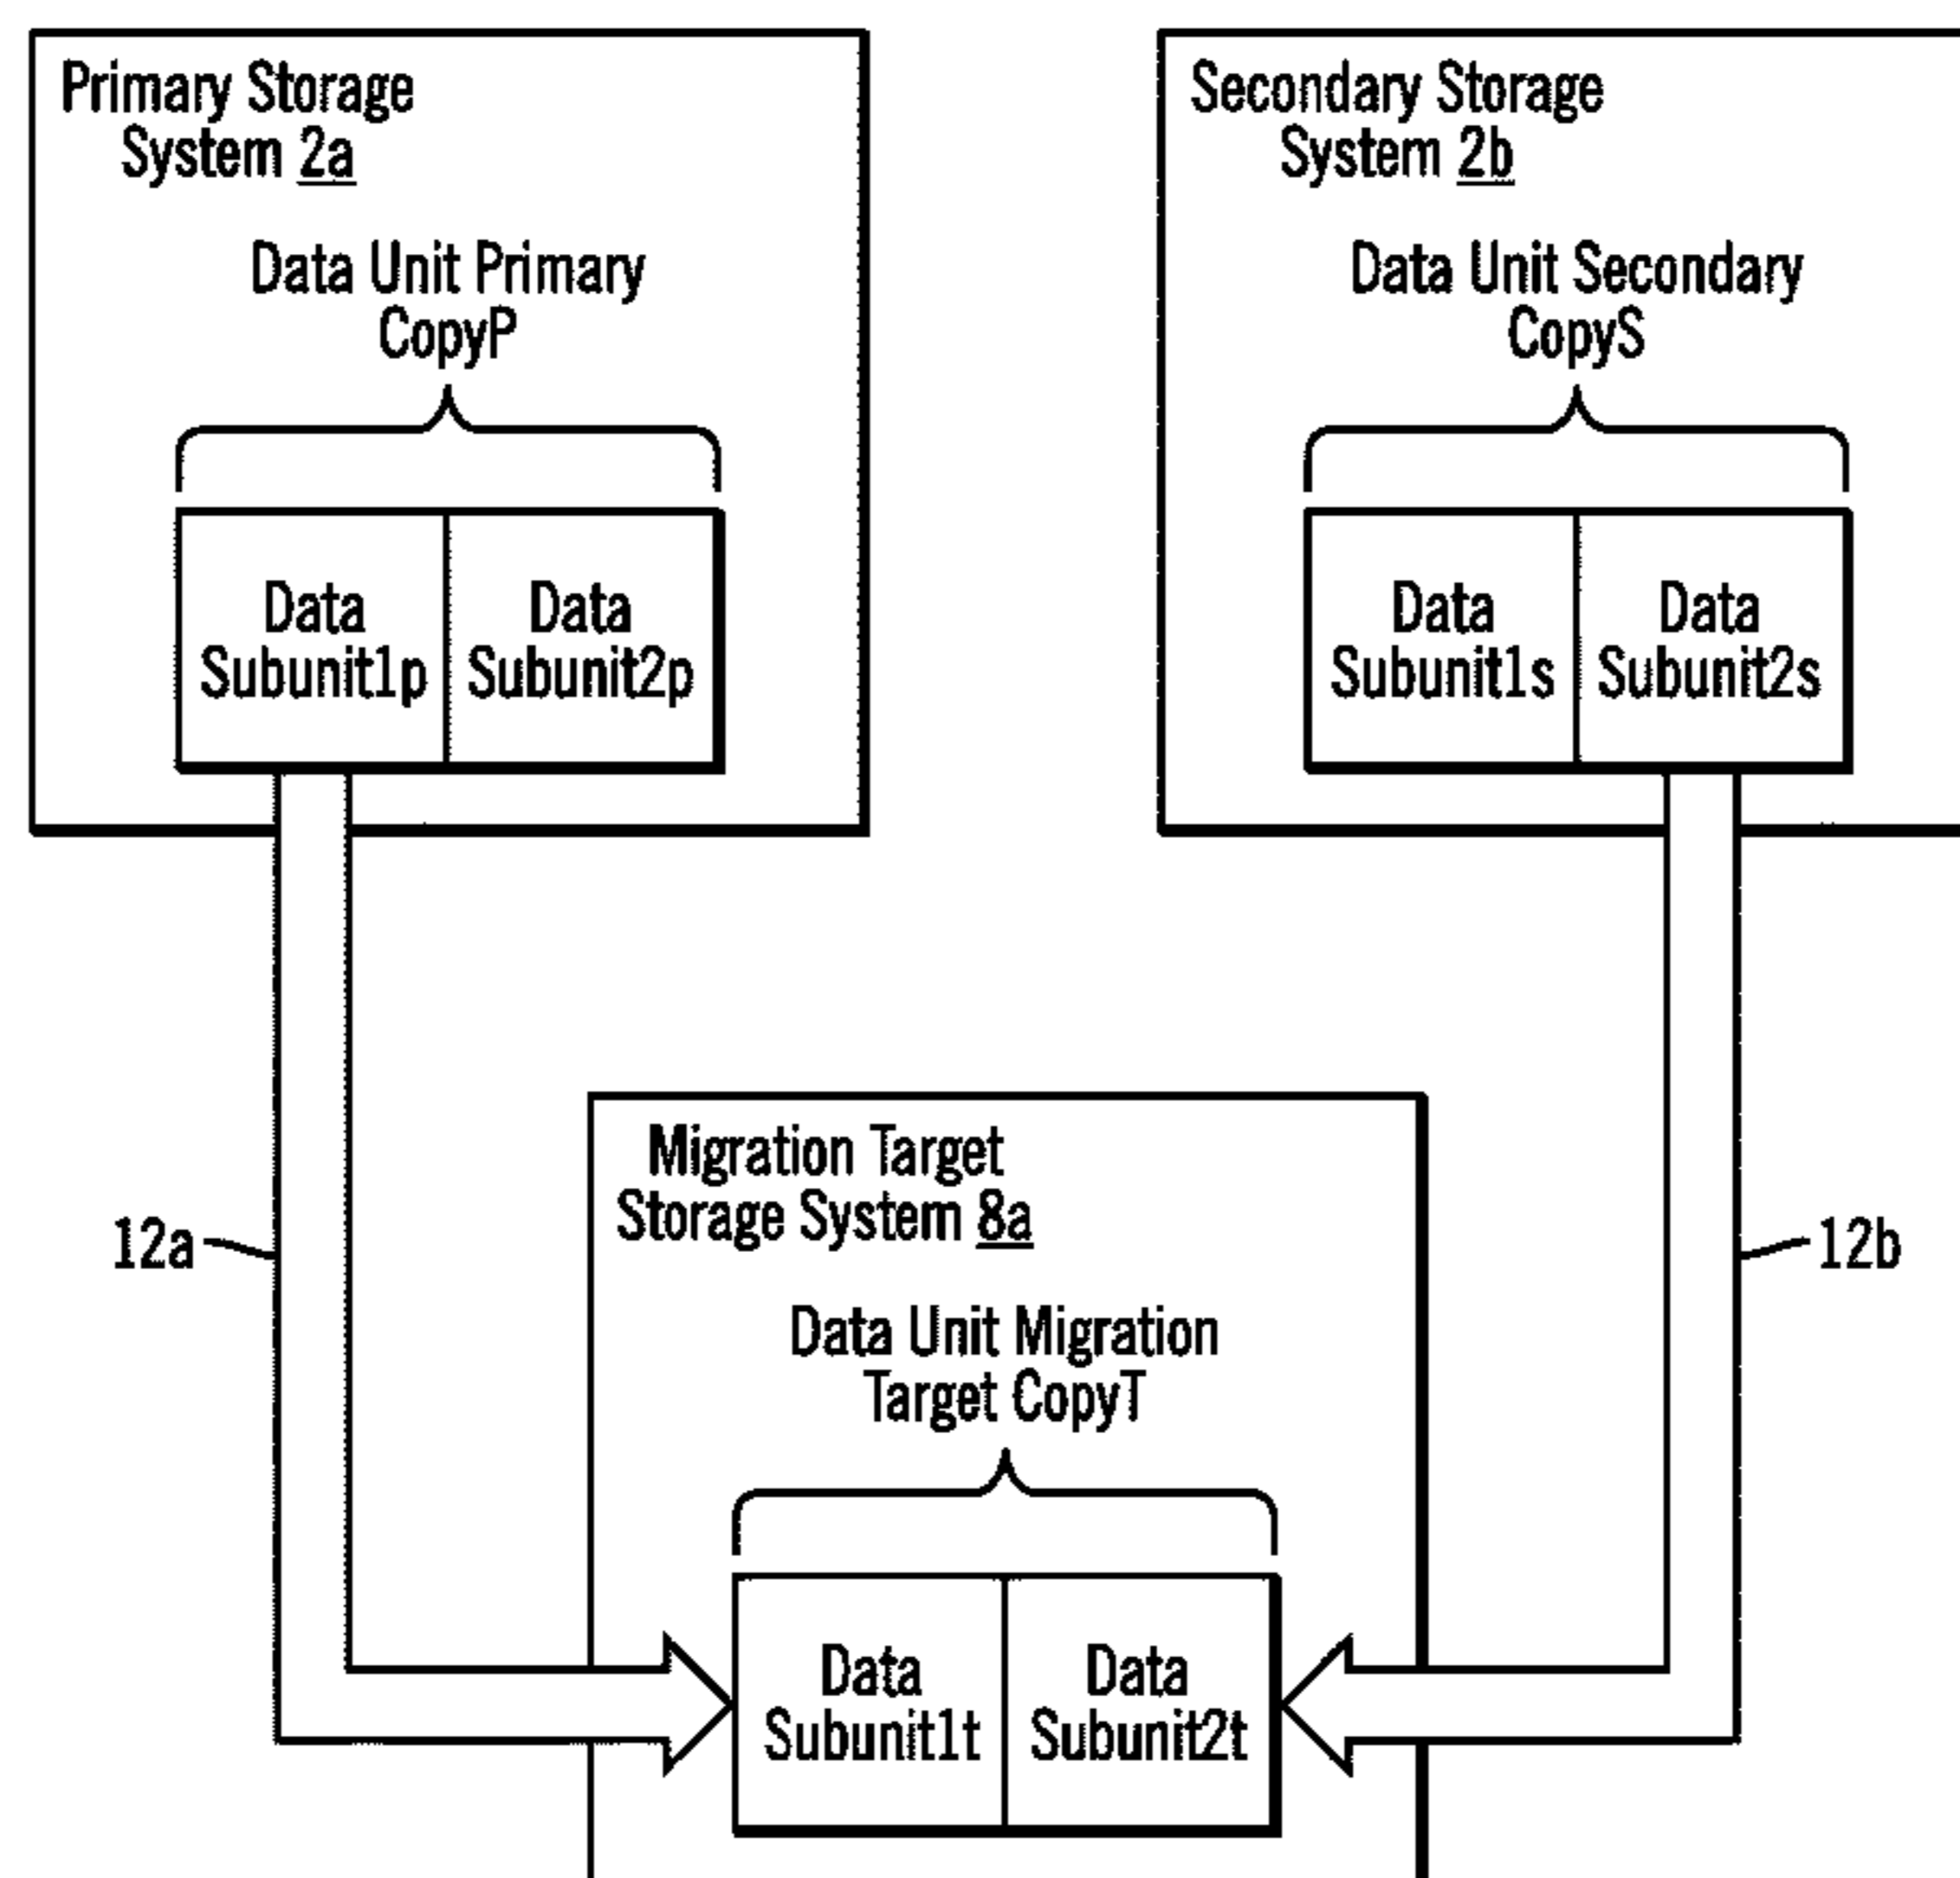 Primary Storage
System 2a
Data Unit Primary
CopyP
Data
Subunit1p
Data
Subunit2p
Secondary Storage
System 2b
Data Unit Secondary
CopyS
Data
Subunit1s
Data
Subunit2s
12a
Migration Target
Storage System 8a
12b
Data Unit Migration
Target CopyT
Data
Subunit1t
Data
Subunit2t